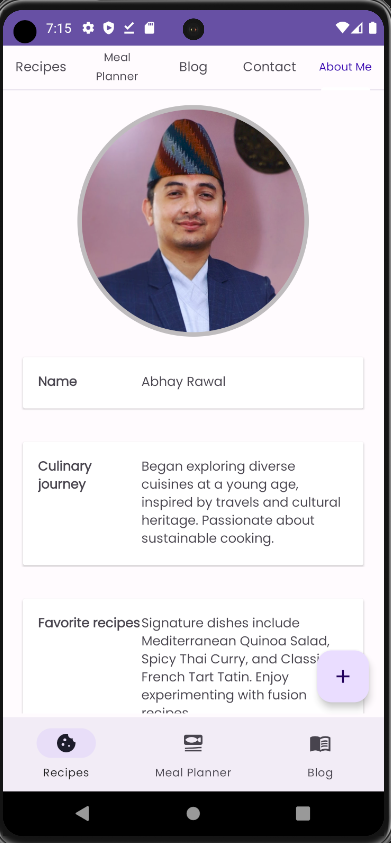 7:15
Recipes
Meal
Planner
Blog
Contact
About Me
Name
Abhay Rawal
Culinary
journey
Began exploring diverse
cuisines at a young age,
inspired by travels and cultural
heritage. Passionate about
sustainable cooking.
Favorite recipes
Signature dishes include
Mediterranean Quinoa Salad,
Spicy Thai Curry, and Classi
French Tart Tatin. Enjoy
experimenting with fusion
recipes
+
Recipes
Meal Planner
Blog